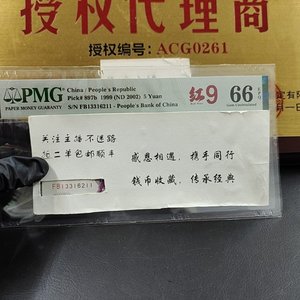 授权代理商
授权编号：ACG0261
PMG
PAPER MONEY GUARANTY
China / People's Republic
Pick# 897b 1999 (ND 2002) 5 Yuan
S/N FB13316211 - People's Bank of China
红9
66 EPQ
关注主播不迷路
拍二单包邮顺丰
感恩相遇，携手同行
钱币收藏，传承经典
FB13316211